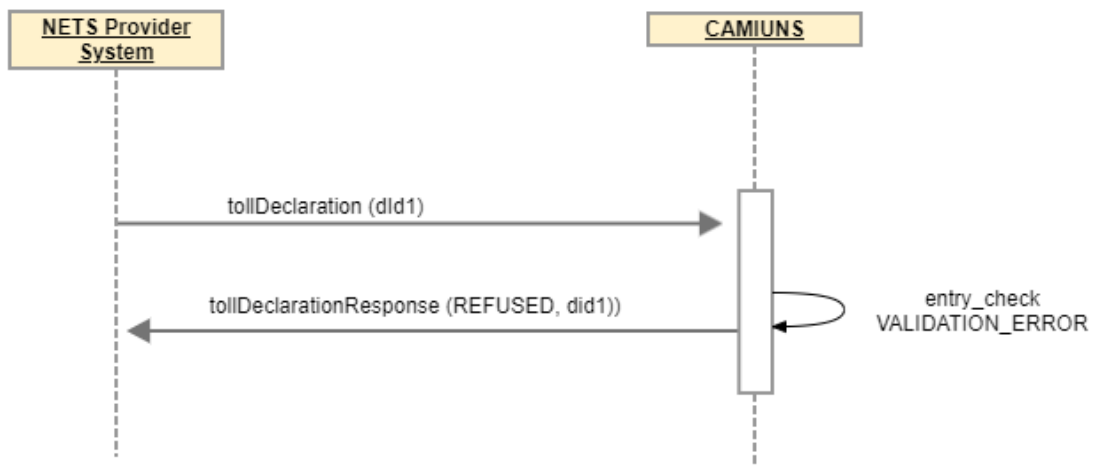 NETS Provider
System
CAMIUNS
tollDeclaration (dId1)
tollDeclarationResponse (REFUSED, did1))
entry_check
VALIDATION_ERROR